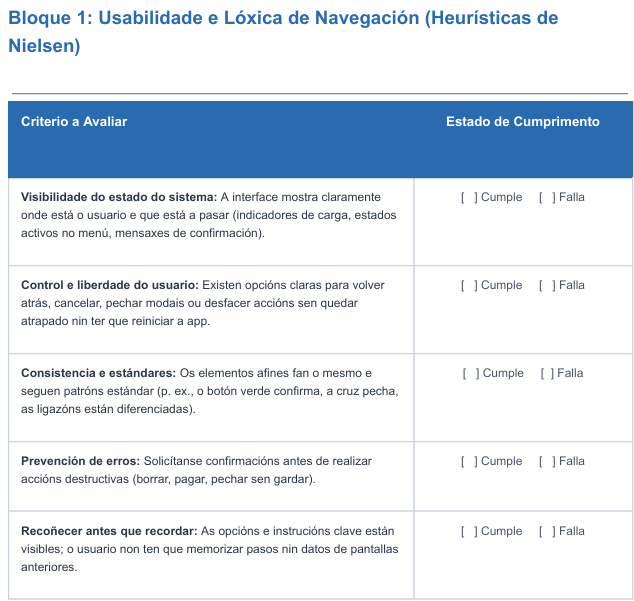 Bloque 1: Usabilidade e Lóxica de Navegación (Heurísticas de
Nielsen)
Criterio a Avaliar
Estado de Cumprimento
Visibilidade do estado do sistema: A interface mostra claramente
onde está o usuario e que está a pasar (indicadores de carga, estados
activos no menú, mensaxes de confirmación).
[ ] Cumple [ ] Falla
Control e liberdade do usuario: Existen opcións claras para volver
atrás, cancelar, pechar modais ou desfacer accións sen quedar
atrapado nin ter que reiniciar a app.
[ ] Cumple [ ] Falla
Consistencia e estándares: Os elementos afines fan o mesmo e
seguen patróns estándar (p. ex., o botón verde confirma, a cruz pecha,
as ligazóns están diferenciadas).
[ ] Cumple [ ] Falla
Prevención de erros: Solicítanse confirmacións antes de realizar
accións destructivas (borrar, pagar, pechar sen gardar).
[ ] Cumple [ ] Falla
Recoñecer antes que recordar: As opcións e instrucións clave están
visibles; o usuario non ten que memorizar pasos nin datos de pantallas
anteriores.
[ ] Cumple [ ] Falla